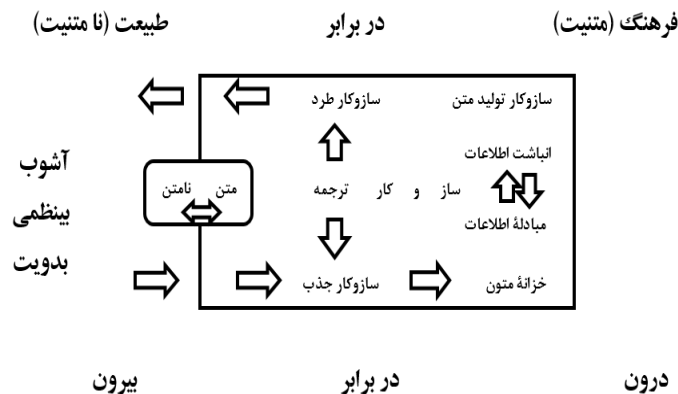 فرهنگ (متنیت) در برابر طبیعت (نا متنیت)
سازوکار تولید متن سازوکار طرد
انباشت اطلاعات
آشوب
ساز و کار ترجمه متن نامتن
بینظمی
مبادلهٔ اطلاعات
بدویت
خزانهٔ متون سازوکار جذب
درون در برابر بیرون